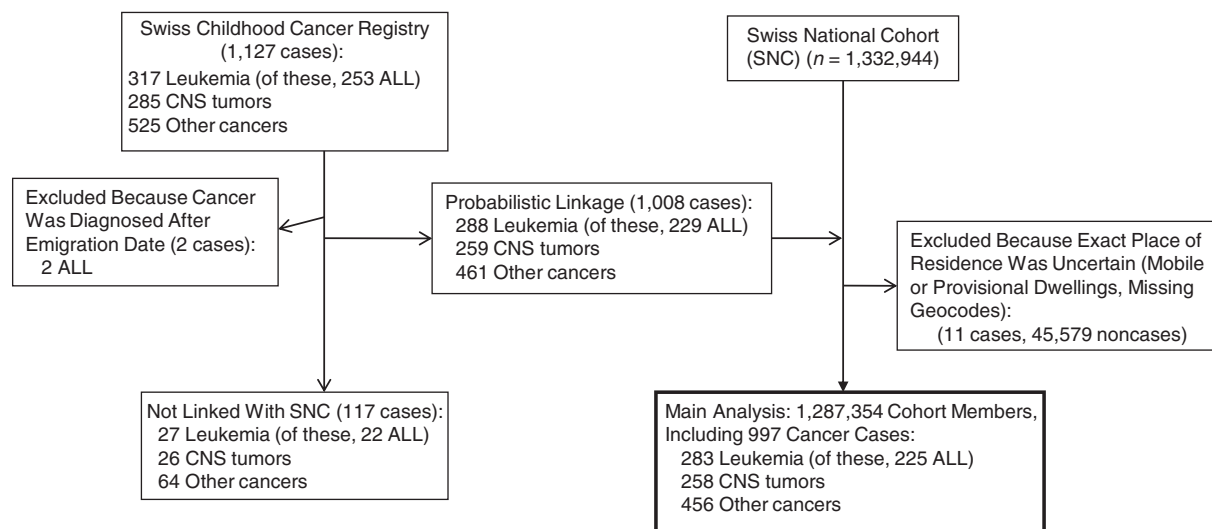 Swiss Childhood Cancer Registry
(1,127 cases):
317 Leukemia (of these, 253 ALL)
285 CNS tumors
525 Other cancers
Swiss National Cohort
(SNC) (n = 1,332,944)
Excluded Because Cancer
Was Diagnosed After
Emigration Date (2 cases):
2 ALL
Probabilistic Linkage (1,008 cases):
288 Leukemia (of these, 229 ALL)
259 CNS tumors
461 Other cancers
Excluded Because Exact Place of
Residence Was Uncertain (Mobile
or Provisional Dwellings, Missing
Geocodes):
(11 cases, 45,579 noncases)
Not Linked With SNC (117 cases):
27 Leukemia (of these, 22 ALL)
26 CNS tumors
64 Other cancers
Main Analysis: 1,287,354 Cohort Members,
Including 997 Cancer Cases:
283 Leukemia (of these, 225 ALL)
258 CNS tumors
456 Other cancers